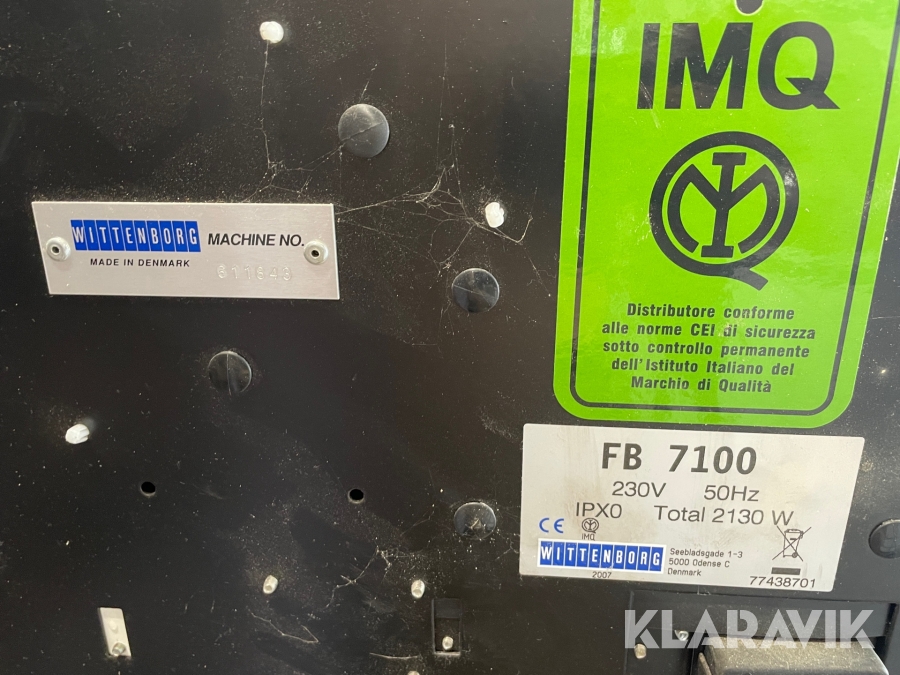 IMQ
WITTENBORG MACHINE NO.
MADE IN DENMARK
Distributore conforme
alle norme CEI di sicurezza
sotto controllo permanente
dell'Istituto Italiano del
Marchio di Qualità
FB 7100
230V 50Hz
IPX0 Total 2130 W
CE IMQ
WITTENBORG
2007
Seebladsgade 1-3
5000 Odense C
Denmark
77438701
KLARAVIK